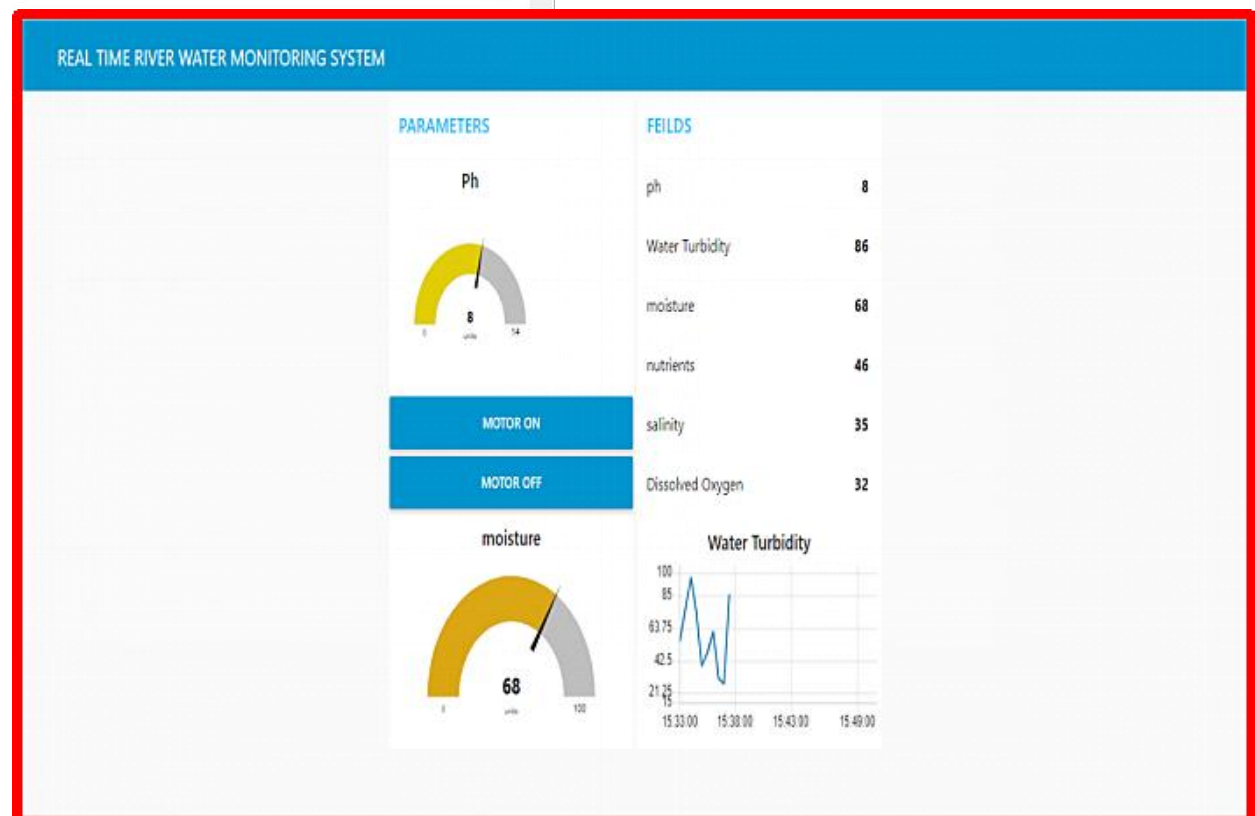 REAL TIME RIVER WATER MONITORING SYSTEM
PARAMETERS
Ph
8
units
0
14
MOTOR ON
MOTOR OFF
moisture
68
units
0
100
FEILDS
ph 8
Water Turbidity 86
moisture 68
nutrients 46
salinity 35
Dissolved Oxygen 32
Water Turbidity
100
85
63.75
42.5
21.25
15
15:33:00 15:38:00 15:43:00 15:49:00